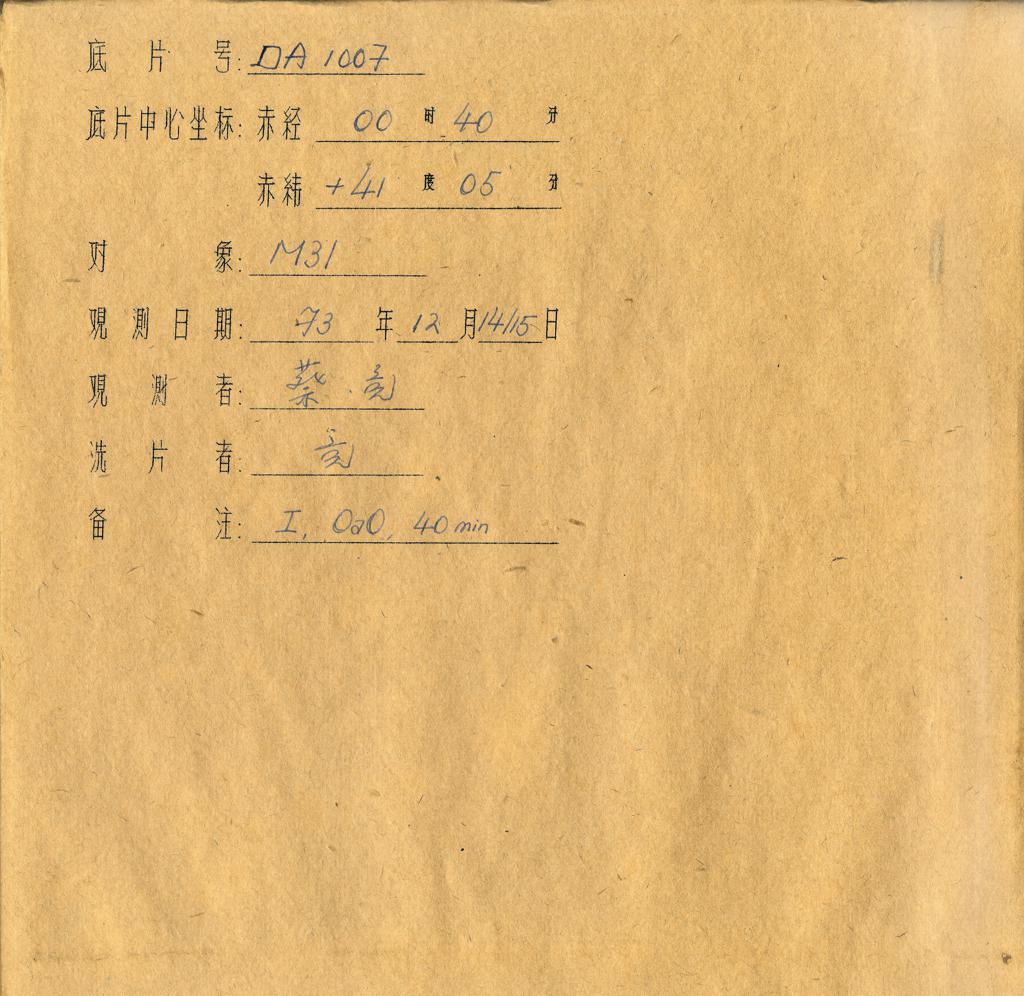 底片号: DA 1007
底片中心坐标: 赤经 00 时 40 分
赤纬 +41 度 05 分
对象: M31
观测日期: 73 年 12 月 14/15 日
观测者: 蔡. 亮
洗片者: 亮
备注: I, OaO, 40 min